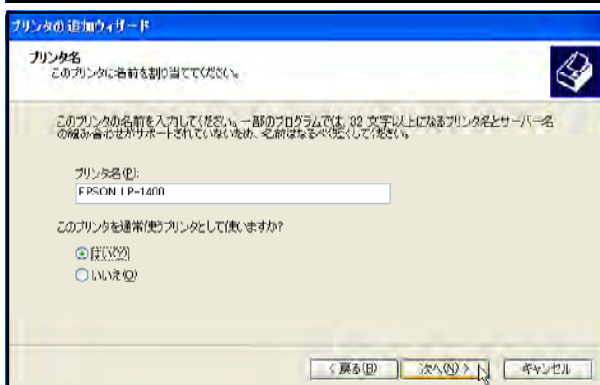 プリンタの追加ウィザード
プリンタ名
このプリンタに名前を割り当ててください。
このプリンタの名前を入力してください。一部のプログラムでは、32 文字以上になるプリンタ名とサーバー名
の組み合わせがサポートされていないため、名前はなるべく短くしてください。
プリンタ名(P):
EPSON LP-1400
このプリンタを通常使うプリンタとして使いますか?
はい(Y)
いいえ(O)
< 戻る(B)
次へ(N) >
キャンセル